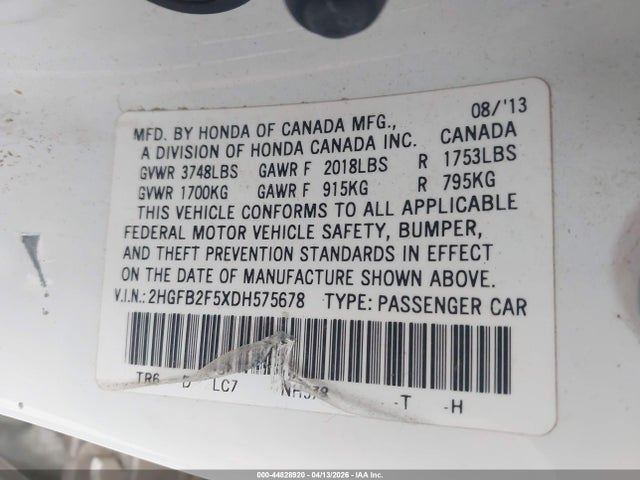 08/'13
MFD. BY HONDA OF CANADA MFG., CANADA
A DIVISION OF HONDA CANADA INC.
GVWR 3748LBS GAWR F 2018LBS R 1753LBS
GVWR 1700KG GAWR F 915KG R 795KG
THIS VEHICLE CONFORMS TO ALL APPLICABLE
FEDERAL MOTOR VEHICLE SAFETY, BUMPER,
AND THEFT PREVENTION STANDARDS IN EFFECT
ON THE DATE OF MANUFACTURE SHOWN ABOVE.
V.I.N.: 2HGFB2F5XDH575678 TYPE: PASSENGER CAR
TR6 D LC7 -T -H
000-44828920 - 04/13/2026 - IAA Inc.